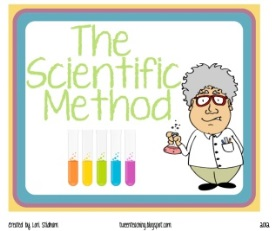 The
Scientific
Method
created by Lori Stidham tweenteaching.blogspot.com 2012